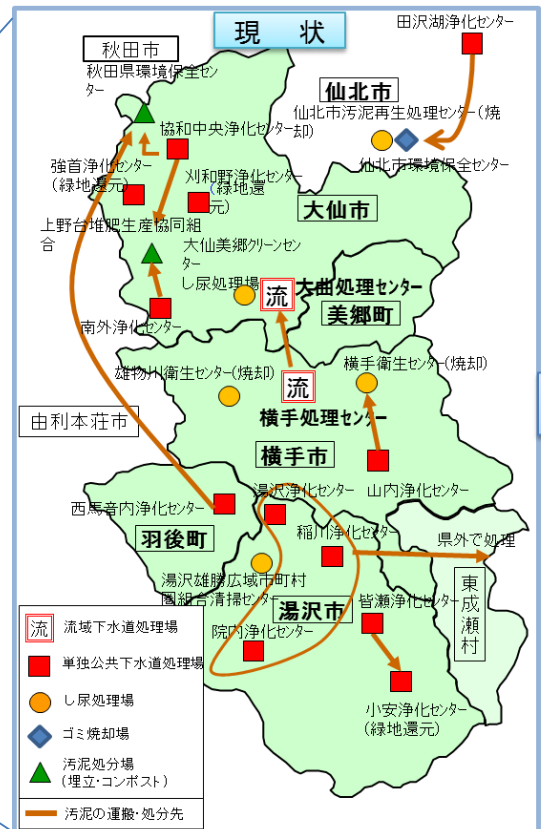 現　状
田沢湖浄化センター
秋田市
秋田県環境保全セン
ター
仙北市
仙北市汚泥再生処理センター(焼
却)
協和中央浄化センター
仙北市環境保全センター
強首浄化センター
(緑地還元)
刈和野浄化センター
(緑地還
元)
大仙市
上野台堆肥生産協同組
合
大仙美郷クリーンセン
ター
し尿処理場
流
大曲処理センター
美郷町
南外浄化センター
雄物川衛生センター(焼却)
流
横手衛生センター(焼却)
横手処理センター
由利本荘市
横手市
山内浄化センター
西馬音内浄化センター
湯沢浄化センター
羽後町
稲川浄化センター
県外で処理
湯沢雄勝広域市町村
圏組合清掃センター
湯沢市
皆瀬浄化センター
東成瀬村
院内浄化センター
小安浄化センター
(緑地還元)
流
流域下水道処理場
単独公共下水道処理場
し尿処理場
ゴミ焼却場
汚泥処分場
(埋立・コンポスト)
汚泥の運搬・処分先